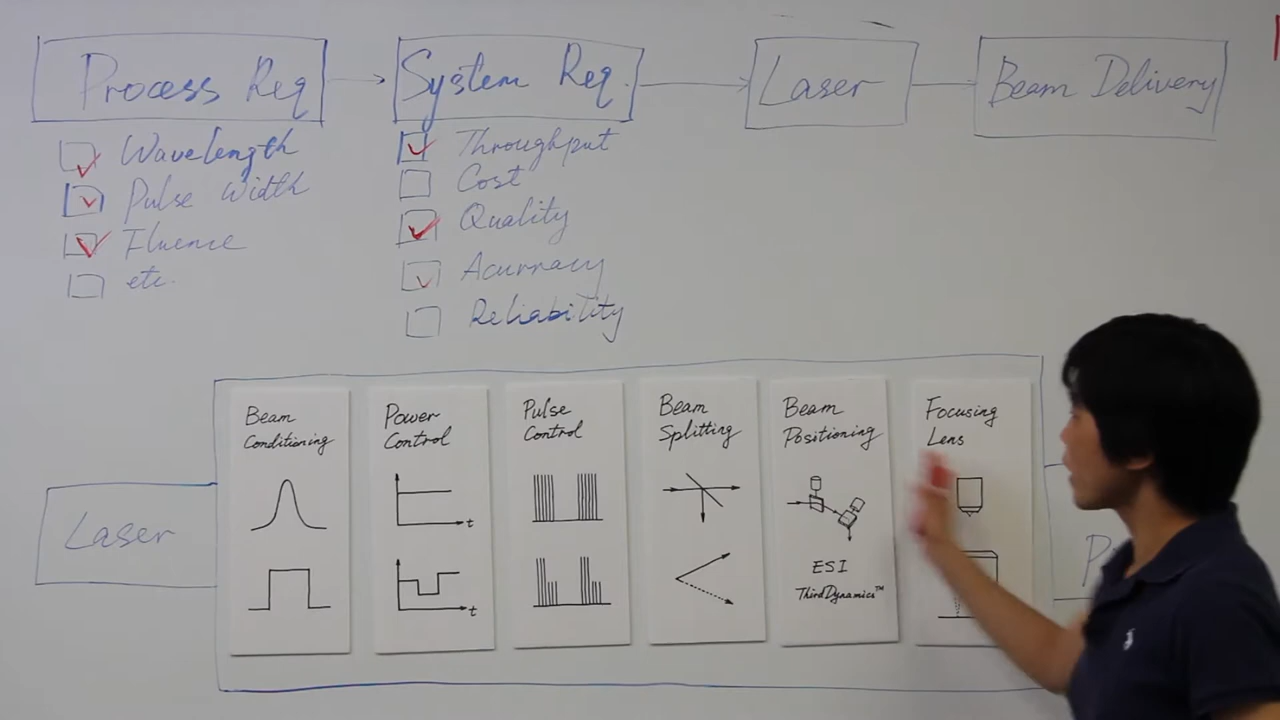 Process Req
System Req.
Laser
Beam Delivery
Wavelength
Pulse Width
Fluence
etc.
Throughput
Cost
Quality
Acurracy
Reliability
Laser
Beam
Conditioning
Power
Control
t
t
Pulse
Control
Beam
Splitting
Beam
Positioning
ESI
ThirdDynamics™
Focusing
Lens